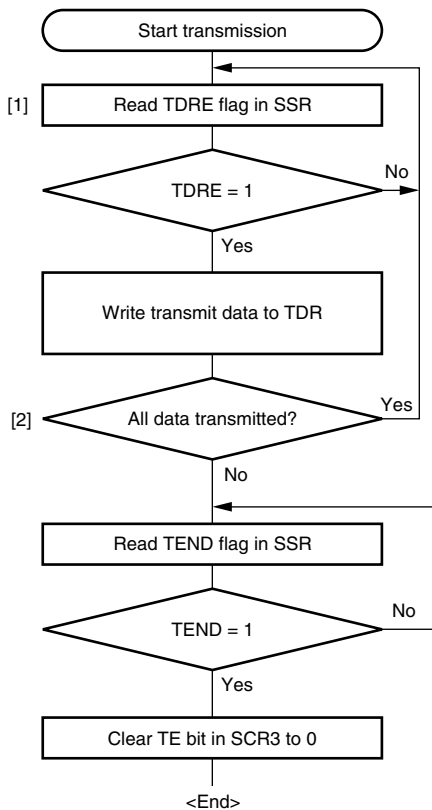 Start transmission
[1]
Read TDRE flag in SSR
No
TDRE = 1
Yes
Write transmit data to TDR
[2]
All data transmitted?
Yes
No
Read TEND flag in SSR
No
TEND = 1
Yes
Clear TE bit in SCR3 to 0
<End>